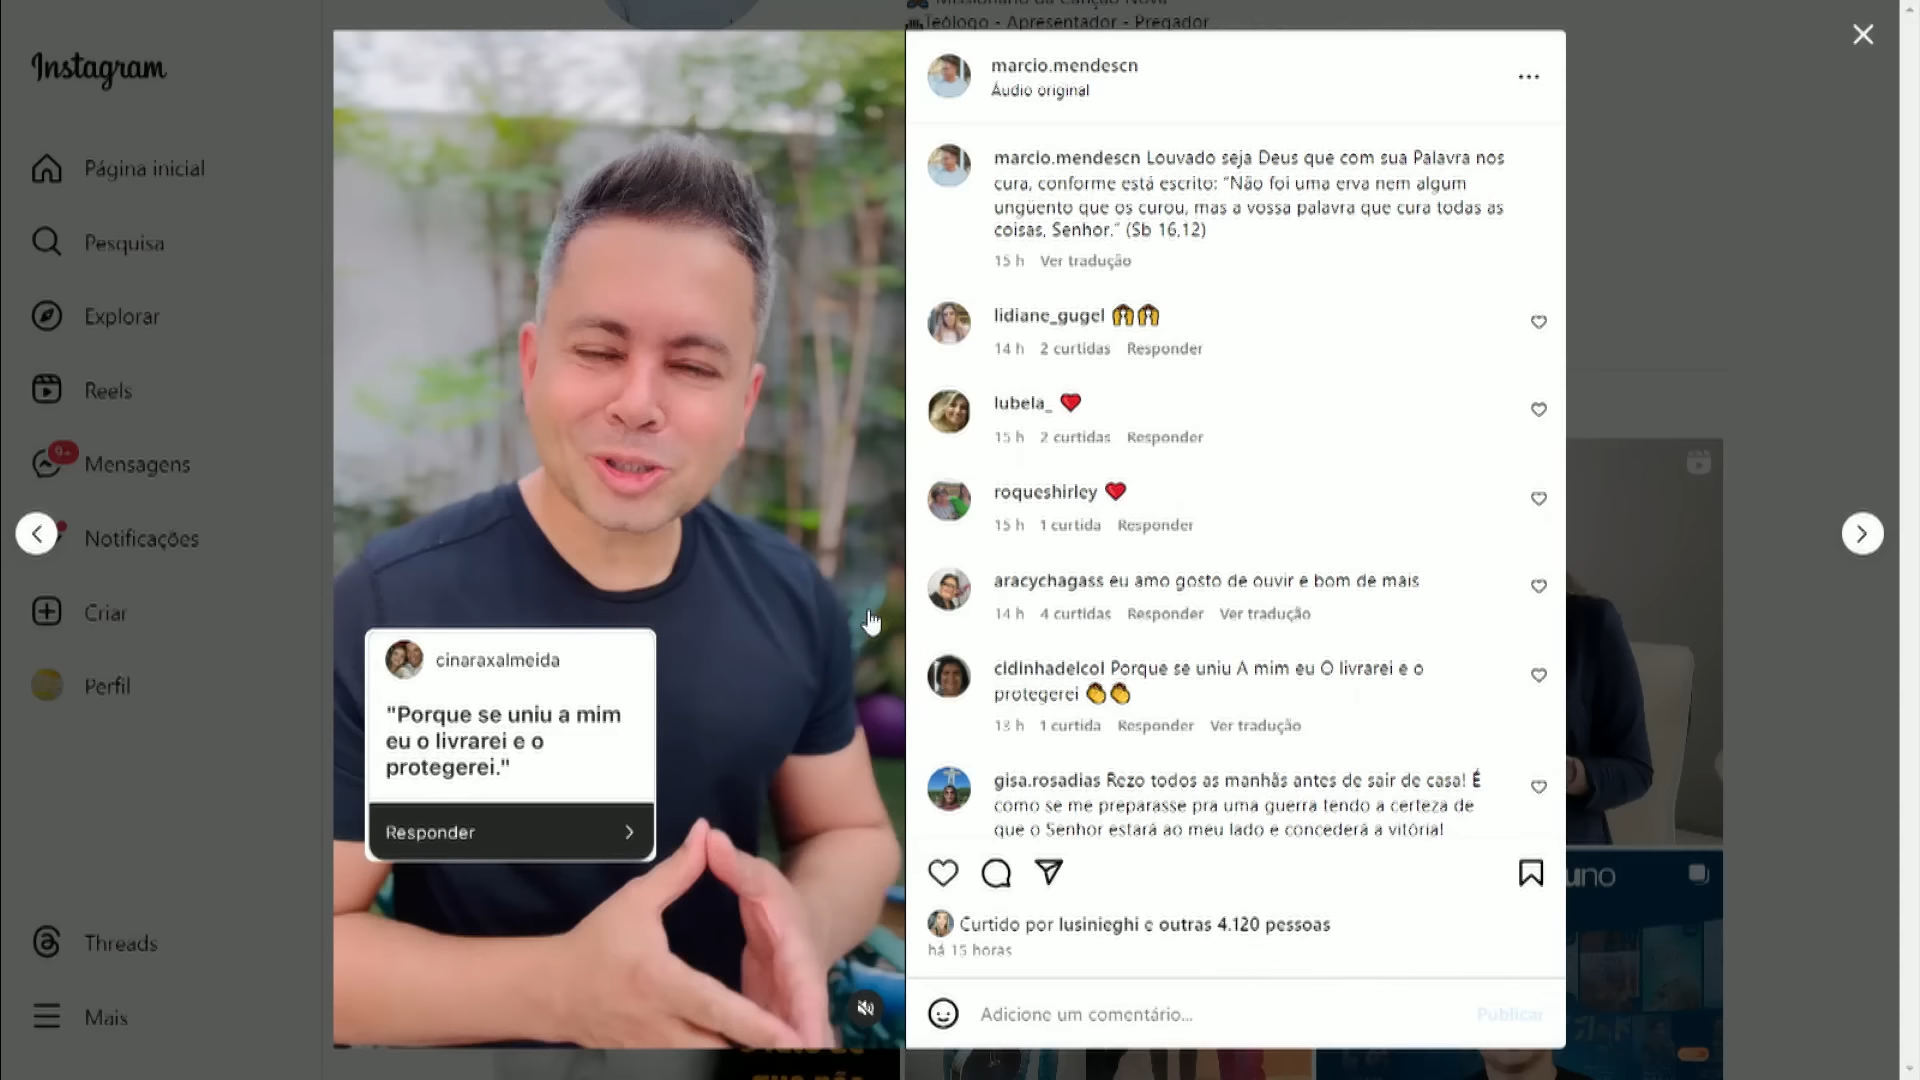 Missionário da Canção Nova
Teólogo - Apresentador - Pregador
Instagram
Página inicial
Pesquisa
Explorar
Reels
9+
Mensagens
Notificações
Criar
Perfil
Threads
Mais
cinaraxalmeida
"Porque se uniu a mim
eu o livrarei e o
protegerei."
Responder
marcio.mendescn
Áudio original
marcio.mendescn Louvado seja Deus que com sua Palavra nos
cura, conforme está escrito: “Não foi uma erva nem algum
unguento que os curou, mas a vossa palavra que cura todas as
coisas, Senhor.” (Sb 16,12)
15 h Ver tradução
lidiane_gugel
14 h 2 curtidas Responder
lubela_
15 h 2 curtidas Responder
roqueshirley
15 h 1 curtida Responder
aracychagass eu amo gosto de ouvir e bom de mais
14 h 4 curtidas Responder Ver tradução
cidinhadelcol Porque se uniu A mim eu O livrarei e o
protegerei
13 h 1 curtida Responder Ver tradução
gisa.rosadias Rezo todos as manhãs antes de sair de casa! É
como se me preparasse pra uma guerra tendo a certeza de
que o Senhor estará ao meu lado e concederá a vitória!
Curtido por lusinieghi e outras 4.120 pessoas
há 15 horas
Adicione um comentário...
Publicar
uno